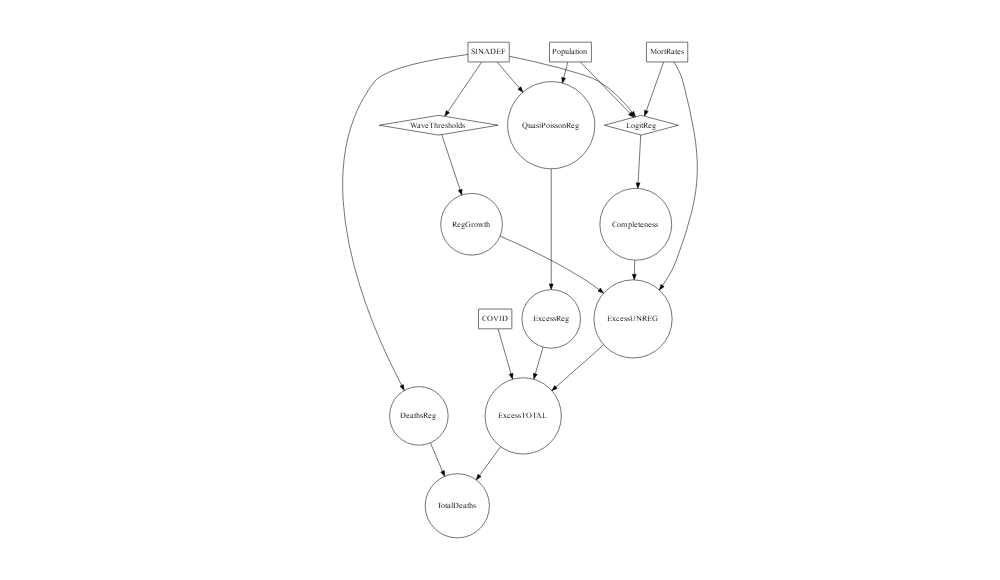 SINADEF
Population
MortRates
WaveThresholds
QuasiPoissonReg
LogitReg
RegGrowth
Completeness
COVID
ExcessReg
ExcessUNREG
DeathsReg
ExcessTOTAL
TotalDeaths